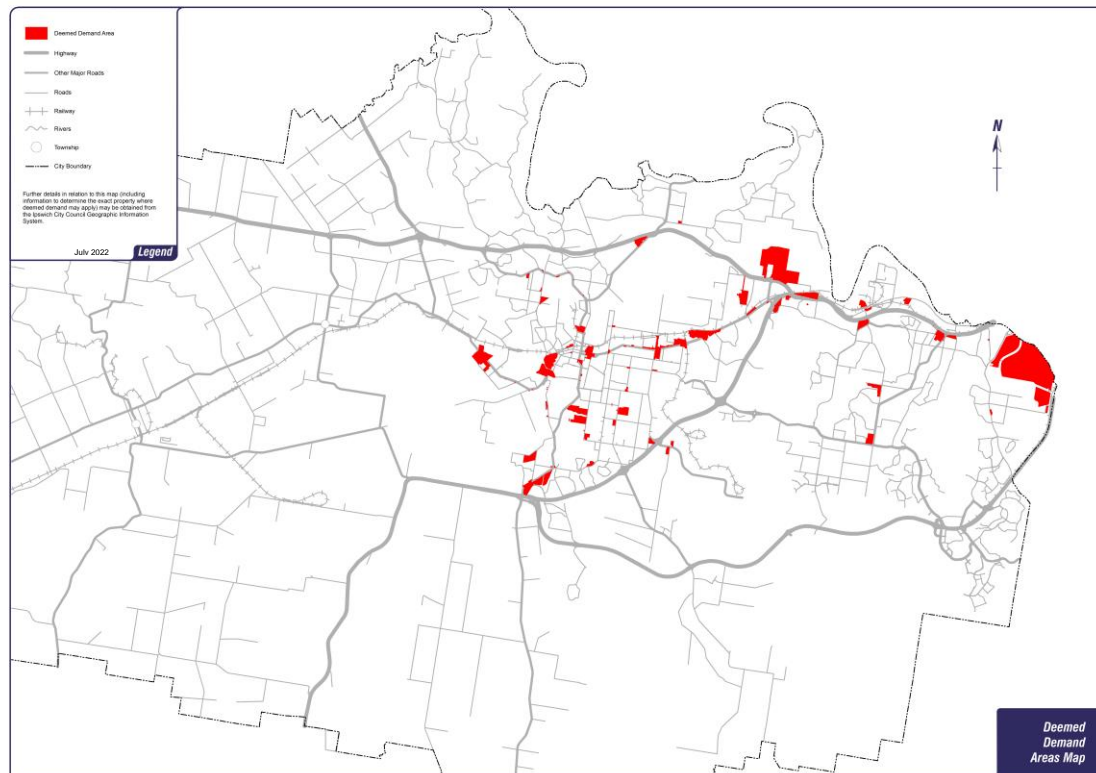 Deemed Demand Area
Highway
Other Major Roads
Roads
Railway
Rivers
Township
City Boundary
Further details in relation to this map (including
information to determine the exact property where
deemed demand may apply) may be obtained from
the Ipswich City Council Geographic Information
System.
July 2022
Legend
N
Deemed
Demand
Areas Map